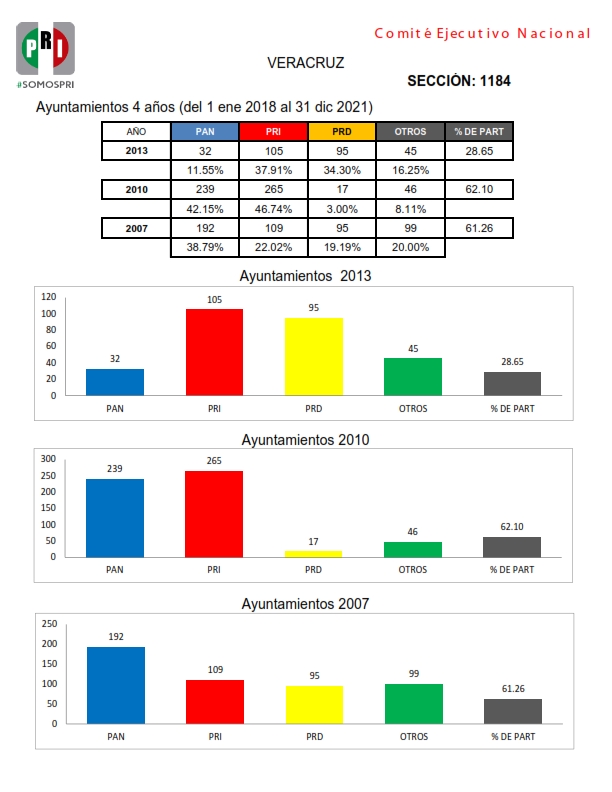 Comité Ejecutivo Nacional
PRI
#SOMOSPRI
VERACRUZ
SECCIÓN: 1184
Ayuntamientos 4 años (del 1 ene 2018 al 31 dic 2021)
AÑO PAN PRI PRD OTROS % DE PART
2013 32 105 95 45 28.65
11.55% 37.91% 34.30% 16.25%
2010 239 265 17 46 62.10
42.15% 46.74% 3.00% 8.11%
2007 192 109 95 99 61.26
38.79% 22.02% 19.19% 20.00%
Ayuntamientos 2013
120
100
80
60
40
20
0
32 105 95 45 28.65
PAN PRI PRD OTROS % DE PART
Ayuntamientos 2010
300
250
200
150
100
50
0
239 265 17 46 62.10
PAN PRI PRD OTROS % DE PART
Ayuntamientos 2007
250
200
150
100
50
0
192 109 95 99 61.26
PAN PRI PRD OTROS % DE PART